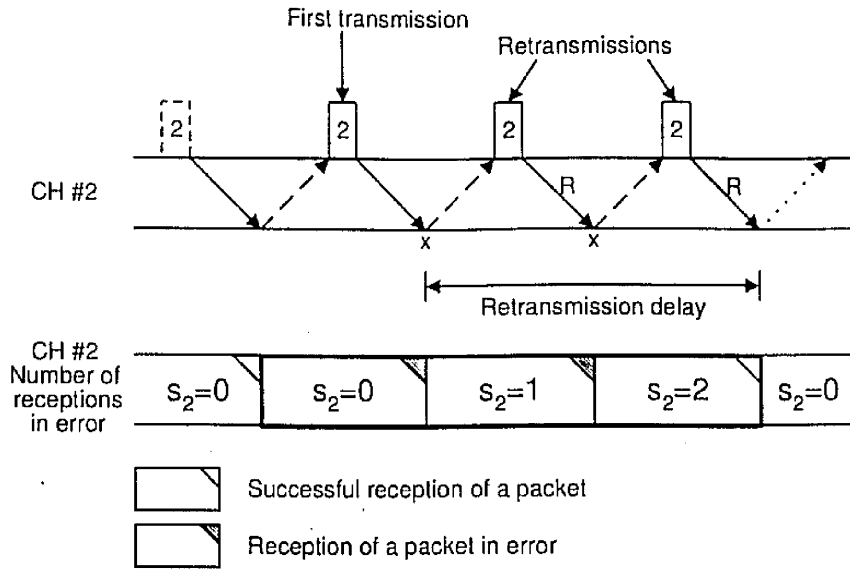 First transmission
Retransmissions
2
2
2
2
CH #2
R
R
x
x
Retransmission delay
CH #2
Number of
receptions
in error
s2=0
s2=0
s2=1
s2=2
s2=0
Successful reception of a packet
Reception of a packet in error